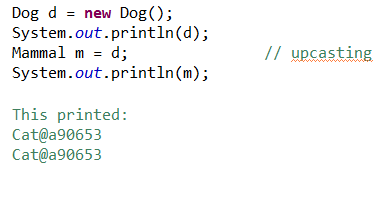 Dog d = new Dog();
System.out.println(d);
Mammal m = d; // upcasting
System.out.println(m);
This printed:
Cat@a90653
Cat@a90653